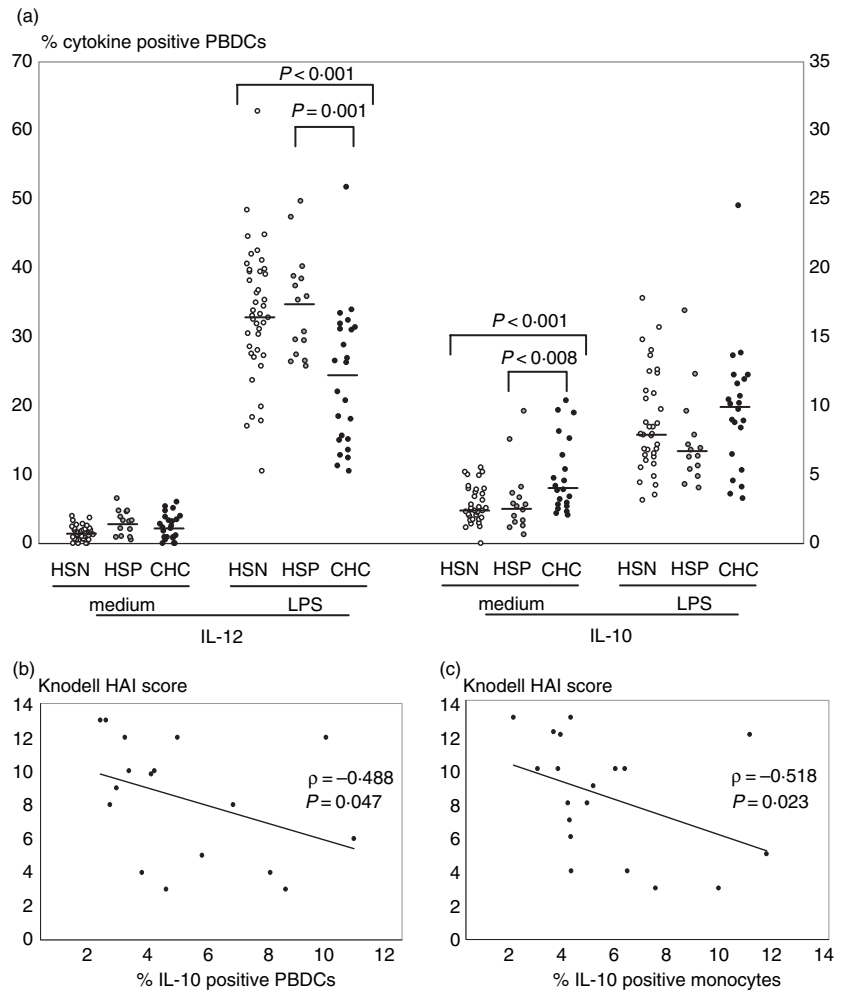 (a)
% cytokine positive PBDCs
70 35
P < 0·001
60 30
P = 0·001
50 25
40 20
30 15
P < 0·001
P < 0·008
20 10
10 5
0 0
HSN HSP CHC HSN HSP CHC HSN HSP CHC HSN HSP CHC
medium LPS medium LPS
IL-12 IL-10
(b)
Knodell HAI score
14
12
10
8
6
4
2
0
ρ = –0·488
P = 0·047
2 4 6 8 10 12
% IL-10 positive PBDCs
(c)
Knodell HAI score
14
12
10
8
6
4
2
0
ρ = –0·518
P = 0·023
2 4 6 8 10 12 14
% IL-10 positive monocytes